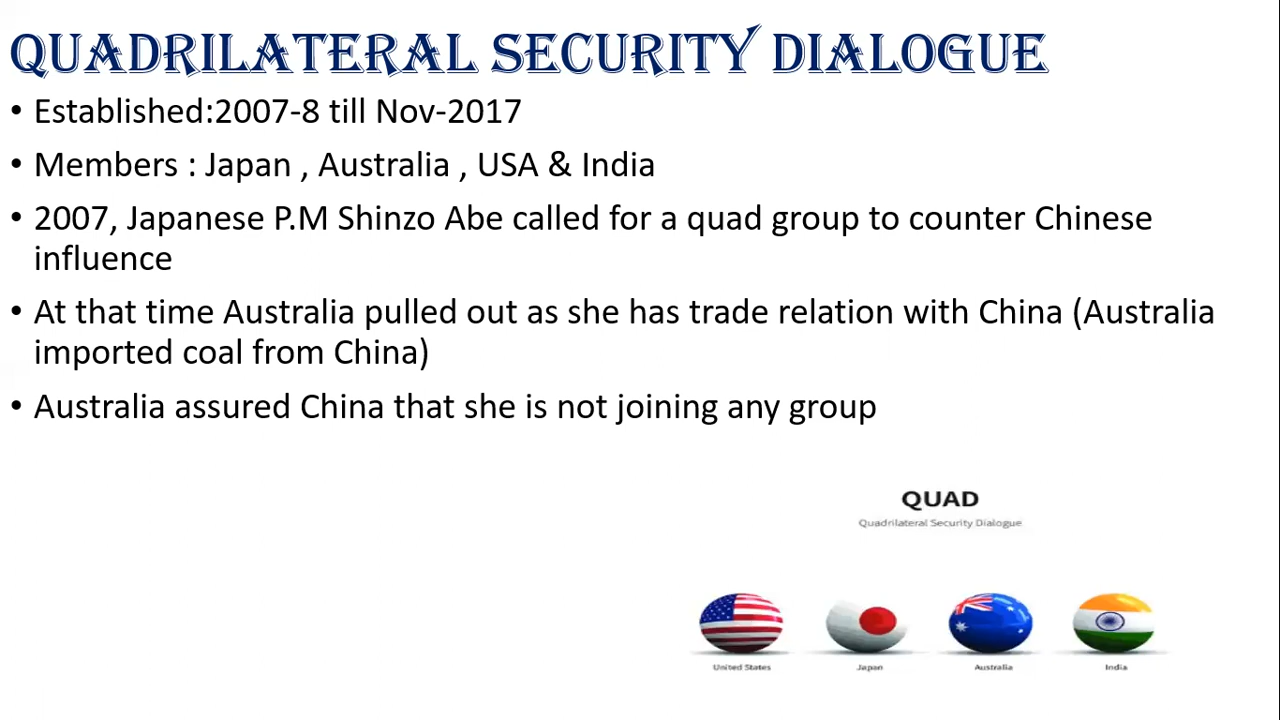 QUADRILATERAL SECURITY DIALOGUE
• Established:2007-8 till Nov-2017
• Members : Japan , Australia , USA & India
• 2007, Japanese P.M Shinzo Abe called for a quad group to counter Chinese
influence
• At that time Australia pulled out as she has trade relation with China (Australia
imported coal from China)
• Australia assured China that she is not joining any group
QUAD
Quadrilateral Security Dialogue
United States Japan Australia India